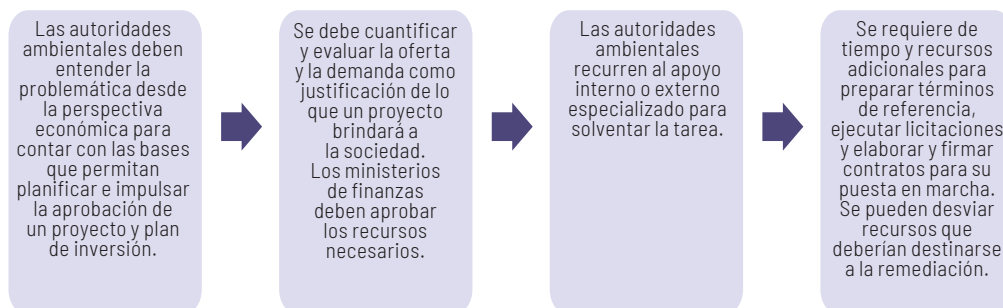 Las autoridades
ambientales deben
entender la
problemática desde
la perspectiva
económica para
contar con las bases
que permitan
planificar e impulsar
la aprobación de
un proyecto y plan
de inversión.
Se debe cuantificar
y evaluar la oferta
y la demanda como
justificación de lo
que un proyecto
brindará a
la sociedad.
Los ministerios
de finanzas
deben aprobar
los recursos
necesarios.
Las autoridades
ambientales
recurren al apoyo
interno o externo
especializado para
solventar la tarea.
Se requiere de
tiempo y recursos
adicionales para
preparar términos
de referencia,
ejecutar licitaciones
y elaborar y firmar
contratos para su
puesta en marcha.
Se pueden desviar
recursos que
deberían destinarse
a la remediación.